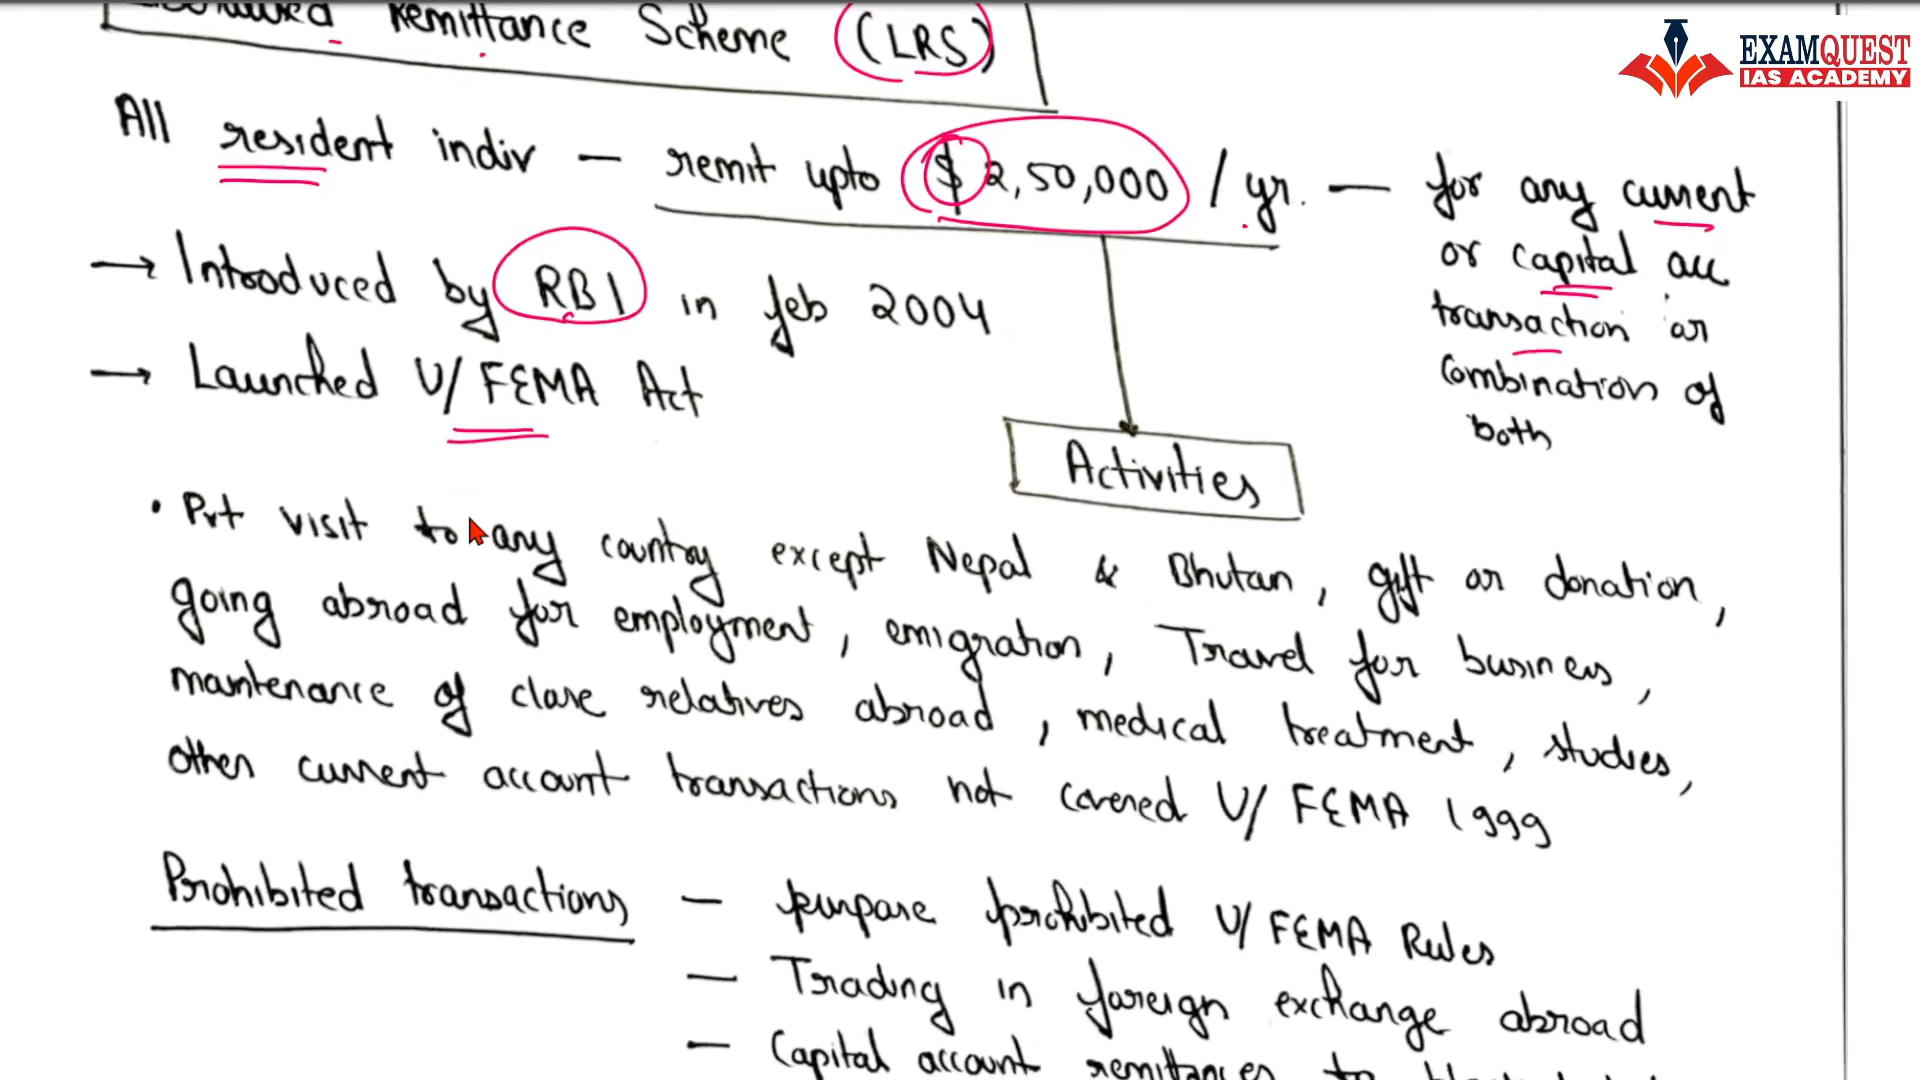 Remittance Scheme (LRS)
EXAMQUEST
IAS ACADEMY
All resident indiv — remit upto $ 2,50,000 / yr. — for any current
or capital acc
transaction or
combination of
both
→ Introduced by RBI in feb 2004
→ Launched U/ FEMA Act
Activities
• Pvt visit to any country except Nepal & Bhutan, gift or donation,
going abroad for employment, emigration, Travel for business,
maintenance of close relatives abroad, medical treatment, studies,
other current account transactions not covered U/ FEMA 1999
Prohibited transactions — purpose prohibited U/ FEMA Rules
— Trading in foreign exchange abroad
— Capital account remittances to